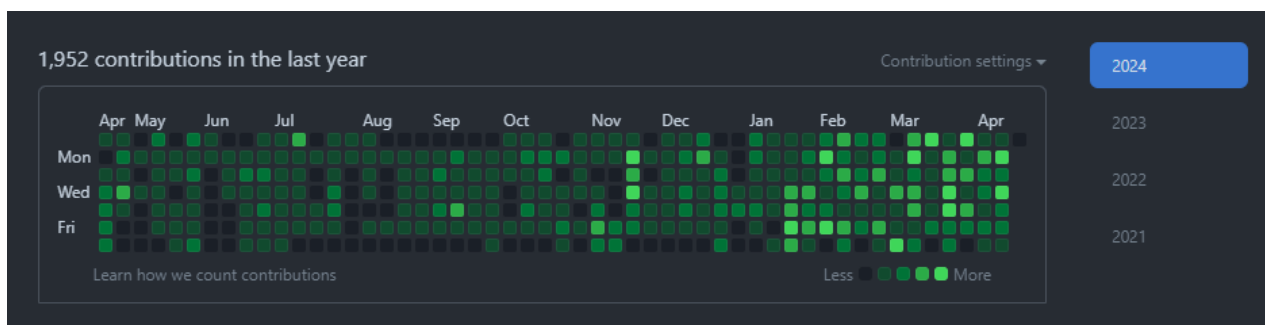 1,952 contributions in the last year
Contribution settings
2024
2023
2022
2021
Apr May Jun Jul Aug Sep Oct Nov Dec Jan Feb Mar Apr
Mon
Wed
Fri
Learn how we count contributions
Less More